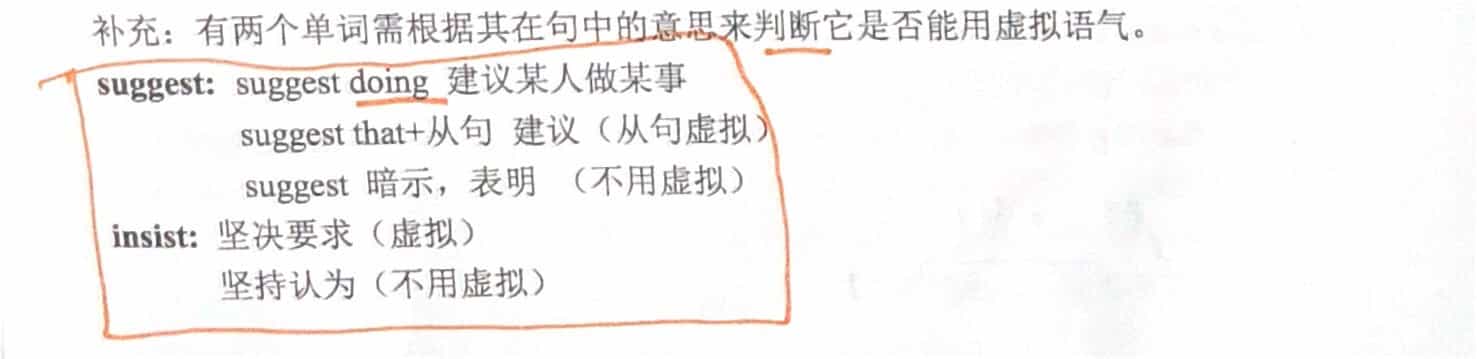 补充：有两个单词需根据其在句中的意思来判断它是否能用虚拟语气。
suggest: suggest doing 建议某人做某事
suggest that+从句 建议（从句虚拟）
suggest 暗示，表明 （不用虚拟）
insist: 坚决要求（虚拟）
坚持认为（不用虚拟）